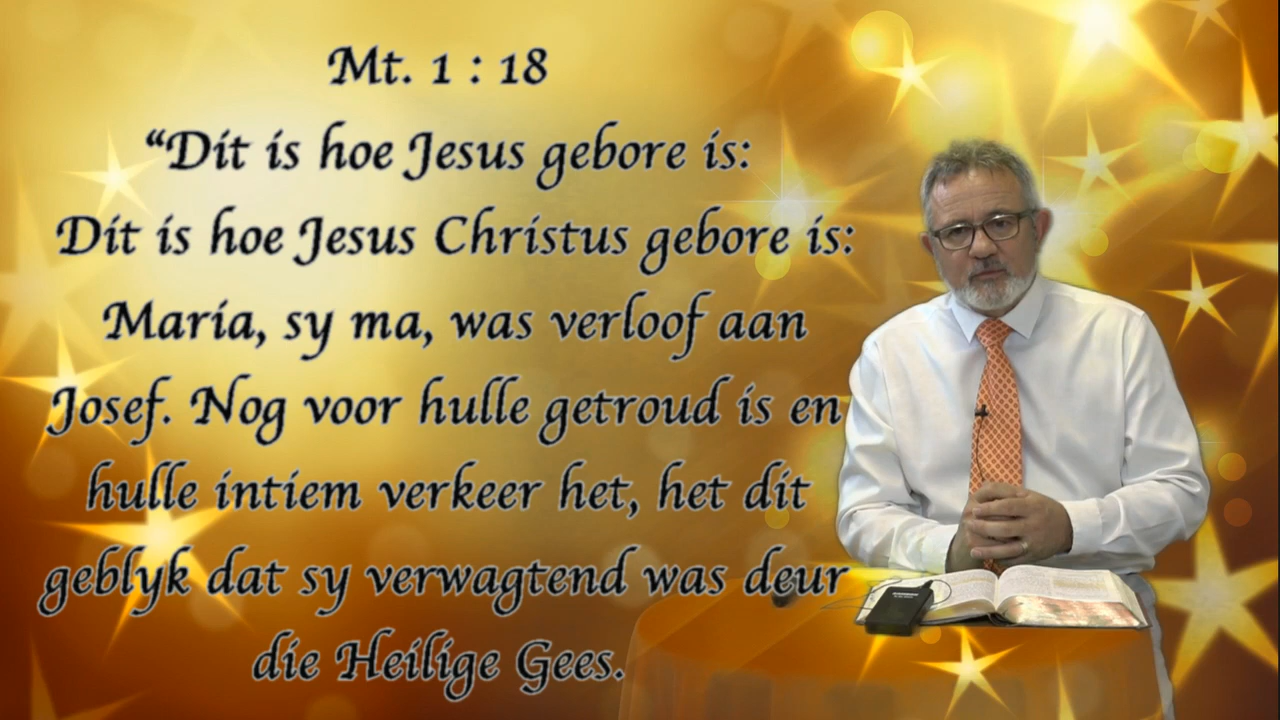 Mt. 1 : 18
“Dit is hoe Jesus gebore is:
Dit is hoe Jesus Christus gebore is:
Maria, sy ma, was verloof aan
Josef. Nog voor hulle getroud is en
hulle intiem verkeer het, het dit
geblyk dat sy verwagtend was deur
die Heilige Gees.